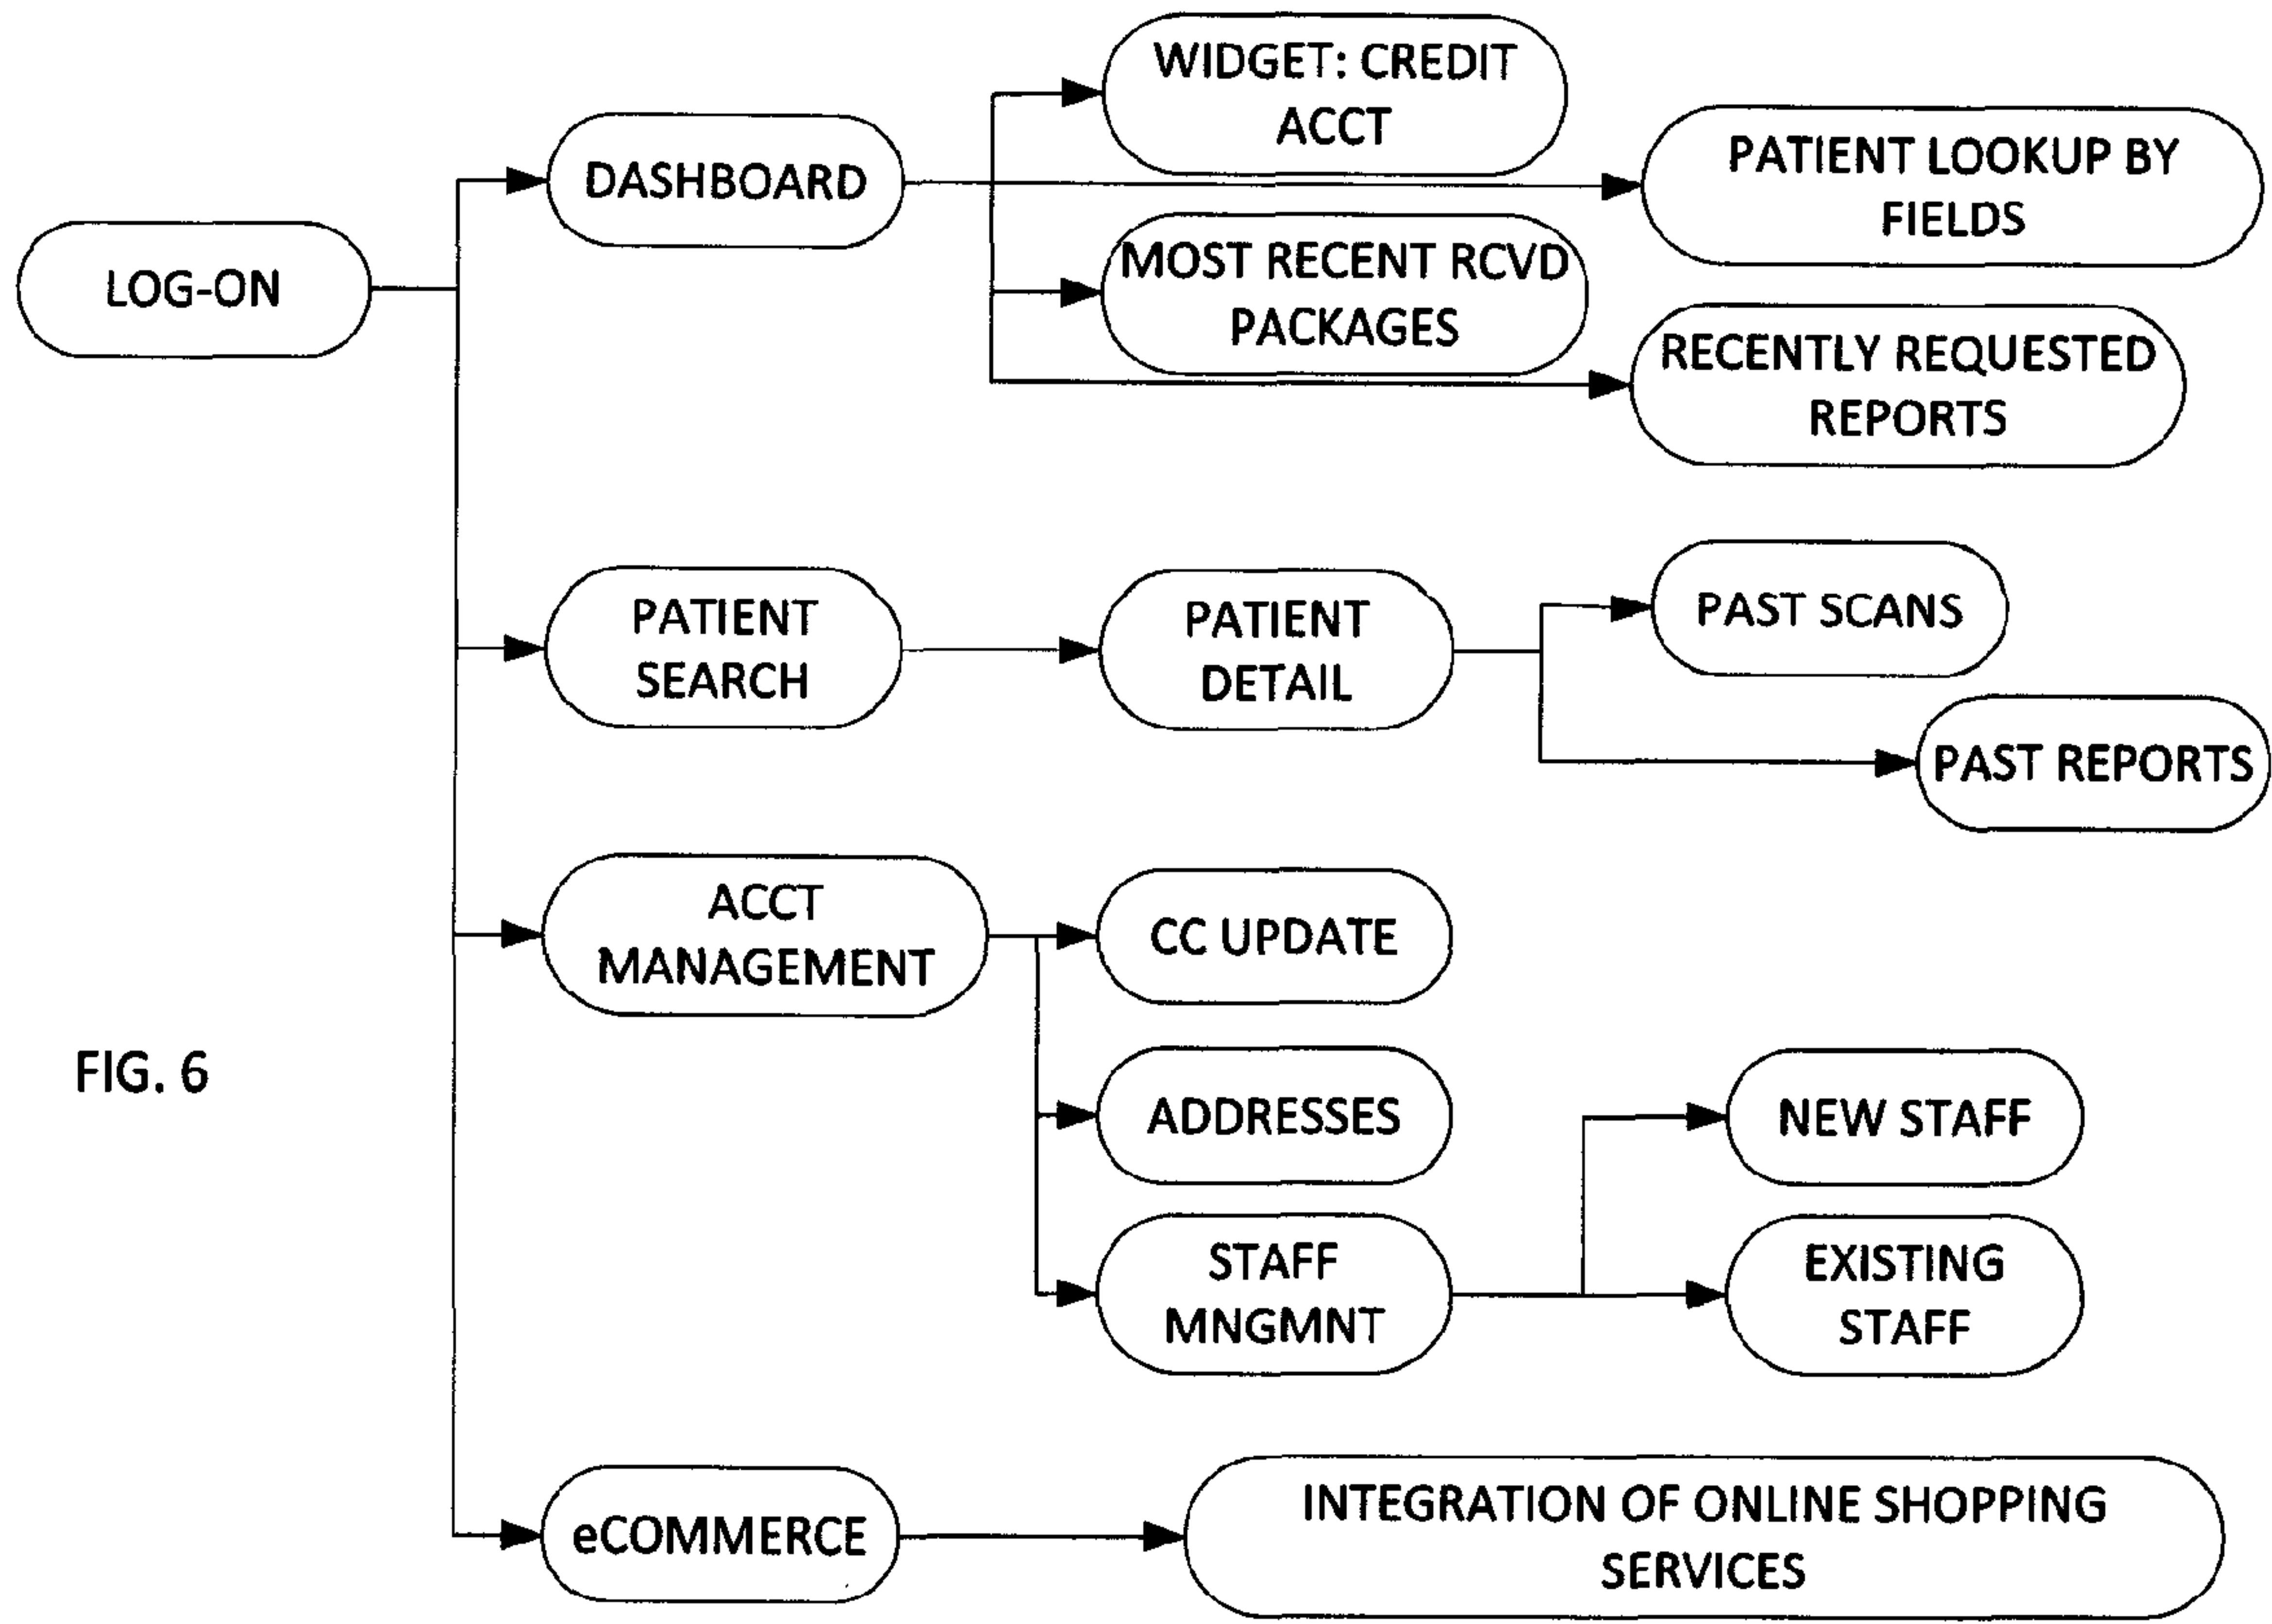 WIDGET: CREDIT
ACCT
DASHBOARD
PATIENT LOOKUP BY
FIELDS
LOG-ON
MOST RECENT RCVD
PACKAGES
RECENTLY REQUESTED
REPORTS
PATIENT
SEARCH
PATIENT
DETAIL
PAST SCANS
PAST REPORTS
ACCT
MANAGEMENT
CC UPDATE
FIG. 6
ADDRESSES
NEW STAFF
STAFF
MNGMNT
EXISTING
STAFF
eCOMMERCE
INTEGRATION OF ONLINE SHOPPING
SERVICES